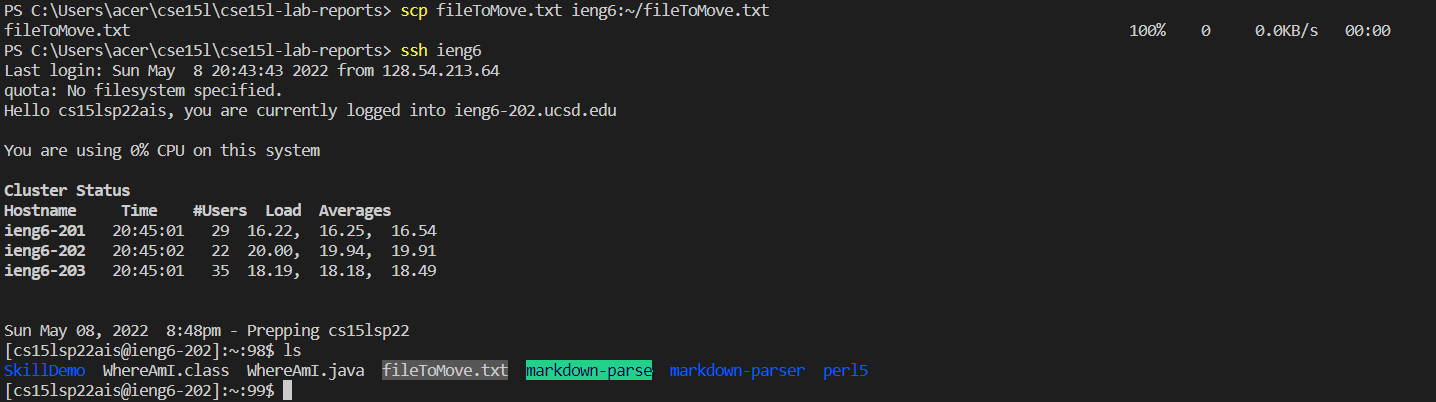 PS C:\Users\acer\cse15l\cse15l-lab-reports> scp fileToMove.txt ieng6:~/fileToMove.txt
fileToMove.txt 100% 0 0.0KB/s 00:00
PS C:\Users\acer\cse15l\cse15l-lab-reports> ssh ieng6
Last login: Sun May  8 20:43:43 2022 from 128.54.213.64
quota: No filesystem specified.
Hello cs15lsp22ais, you are currently logged into ieng6-202.ucsd.edu
You are using 0% CPU on this system
Cluster Status
Hostname     Time    #Users  Load  Averages
ieng6-201   20:45:01   29  16.22,  16.25,  16.54
ieng6-202   20:45:02   22  20.00,  19.94,  19.91
ieng6-203   20:45:01   35  18.19,  18.18,  18.49
Sun May 08, 2022  8:48pm - Prepping cs15lsp22
[cs15lsp22ais@ieng6-202]:~:98$ ls
SkillDemo  WhereAmI.class  WhereAmI.java  fileToMove.txt  markdown-parse  markdown-parser  perl5
[cs15lsp22ais@ieng6-202]:~:99$